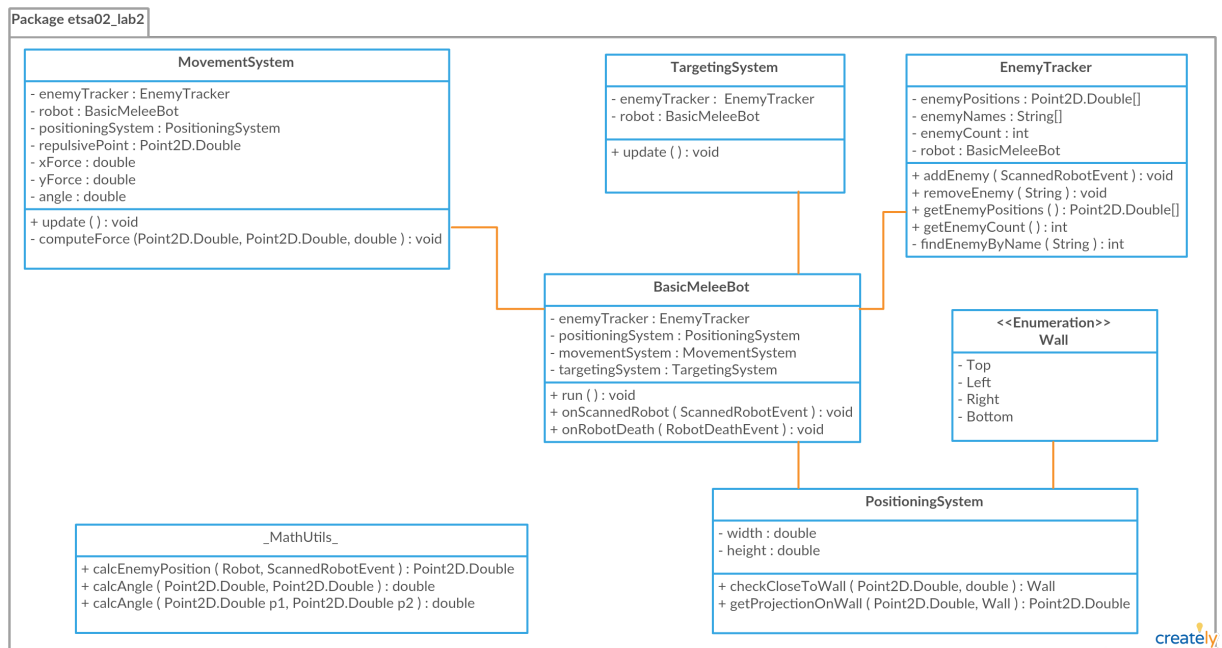 Package etsa02_lab2
MovementSystem
- enemyTracker : EnemyTracker
- robot : BasicMeleeBot
- positioningSystem : PositioningSystem
- repulsivePoint : Point2D.Double
- xForce : double
- yForce : double
- angle : double
+ update ( ) : void
- computeForce (Point2D.Double, Point2D.Double, double ) : void
TargetingSystem
- enemyTracker :  EnemyTracker
- robot : BasicMeleeBot
+ update ( ) : void
EnemyTracker
- enemyPositions : Point2D.Double[]
- enemyNames : String[]
- enemyCount : int
- robot : BasicMeleeBot
+ addEnemy ( ScannedRobotEvent ) : void
+ removeEnemy ( String ) : void
+ getEnemyPositions ( ) : Point2D.Double[]
+ getEnemyCount ( ) : int
- findEnemyByName ( String ) : int
BasicMeleeBot
- enemyTracker : EnemyTracker
- positioningSystem : PositioningSystem
- movementSystem : MovementSystem
- targetingSystem : TargetingSystem
+ run ( ) : void
+ onScannedRobot ( ScannedRobotEvent ) : void
+ onRobotDeath ( RobotDeathEvent ) : void
<<Enumeration>>
Wall
- Top
- Left
- Right
- Bottom
PositioningSystem
- width : double
- height : double
+ checkCloseToWall ( Point2D.Double, double ) : Wall
+ getProjectionOnWall ( Point2D.Double, Wall ) : Point2D.Double
_MathUtils_
+ calcEnemyPosition ( Robot, ScannedRobotEvent ) : Point2D.Double
+ calcAngle ( Point2D.Double, Point2D.Double ) : double
+ calcAngle ( Point2D.Double p1, Point2D.Double p2 ) : double
creately